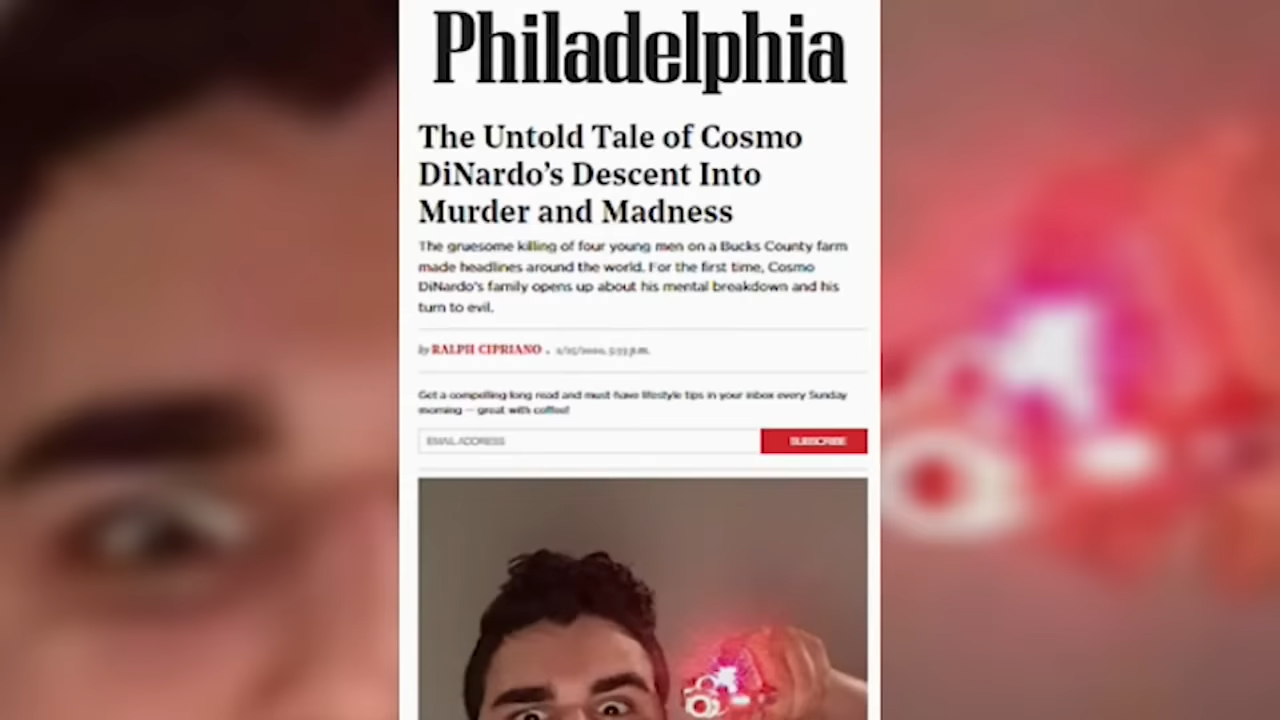 Philadelphia
The Untold Tale of Cosmo
DiNardo's Descent Into
Murder and Madness
The gruesome killing of four young men on a Bucks County farm
made headlines around the world. For the first time, Cosmo
DiNardo's family opens up about his mental breakdown and his
turn to evil.
by RALPH CIPRIANO •
Get a compelling long read and must-have lifestyle tips in your inbox every Sunday
morning — great with coffee!
EMAIL ADDRESS
SUBSCRIBE